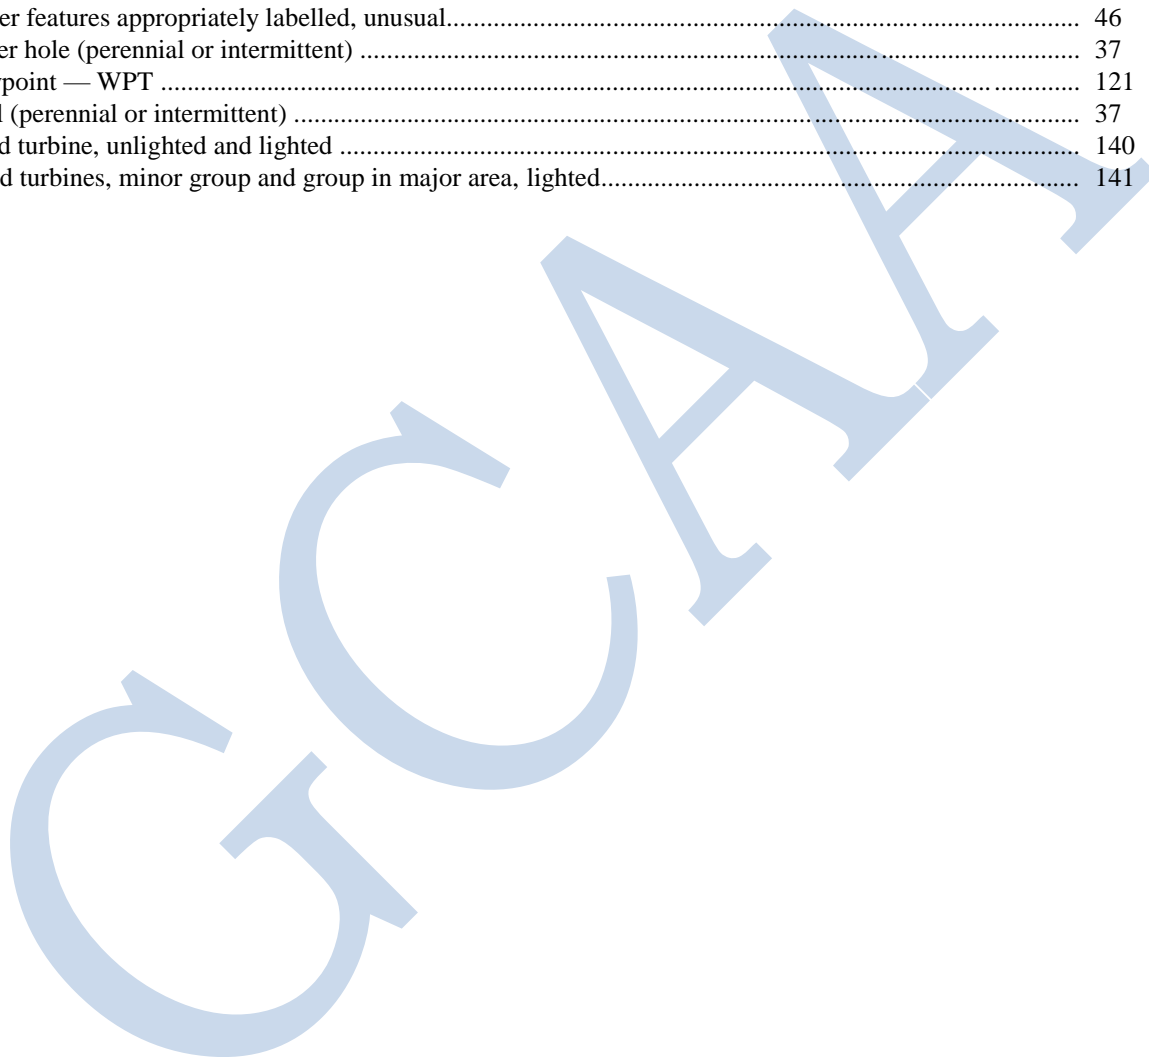 er features appropriately labelled, unusual.................................................................................................. 46
er hole (perennial or intermittent) ............................................................................................................... 37
point — WPT .............................................................................................................................................. 121
l (perennial or intermittent) ......................................................................................................................... 37
d turbine, unlighted and lighted .................................................................................................................. 140
d turbines, minor group and group in major area, lighted.......................................................................... 141
GCAA